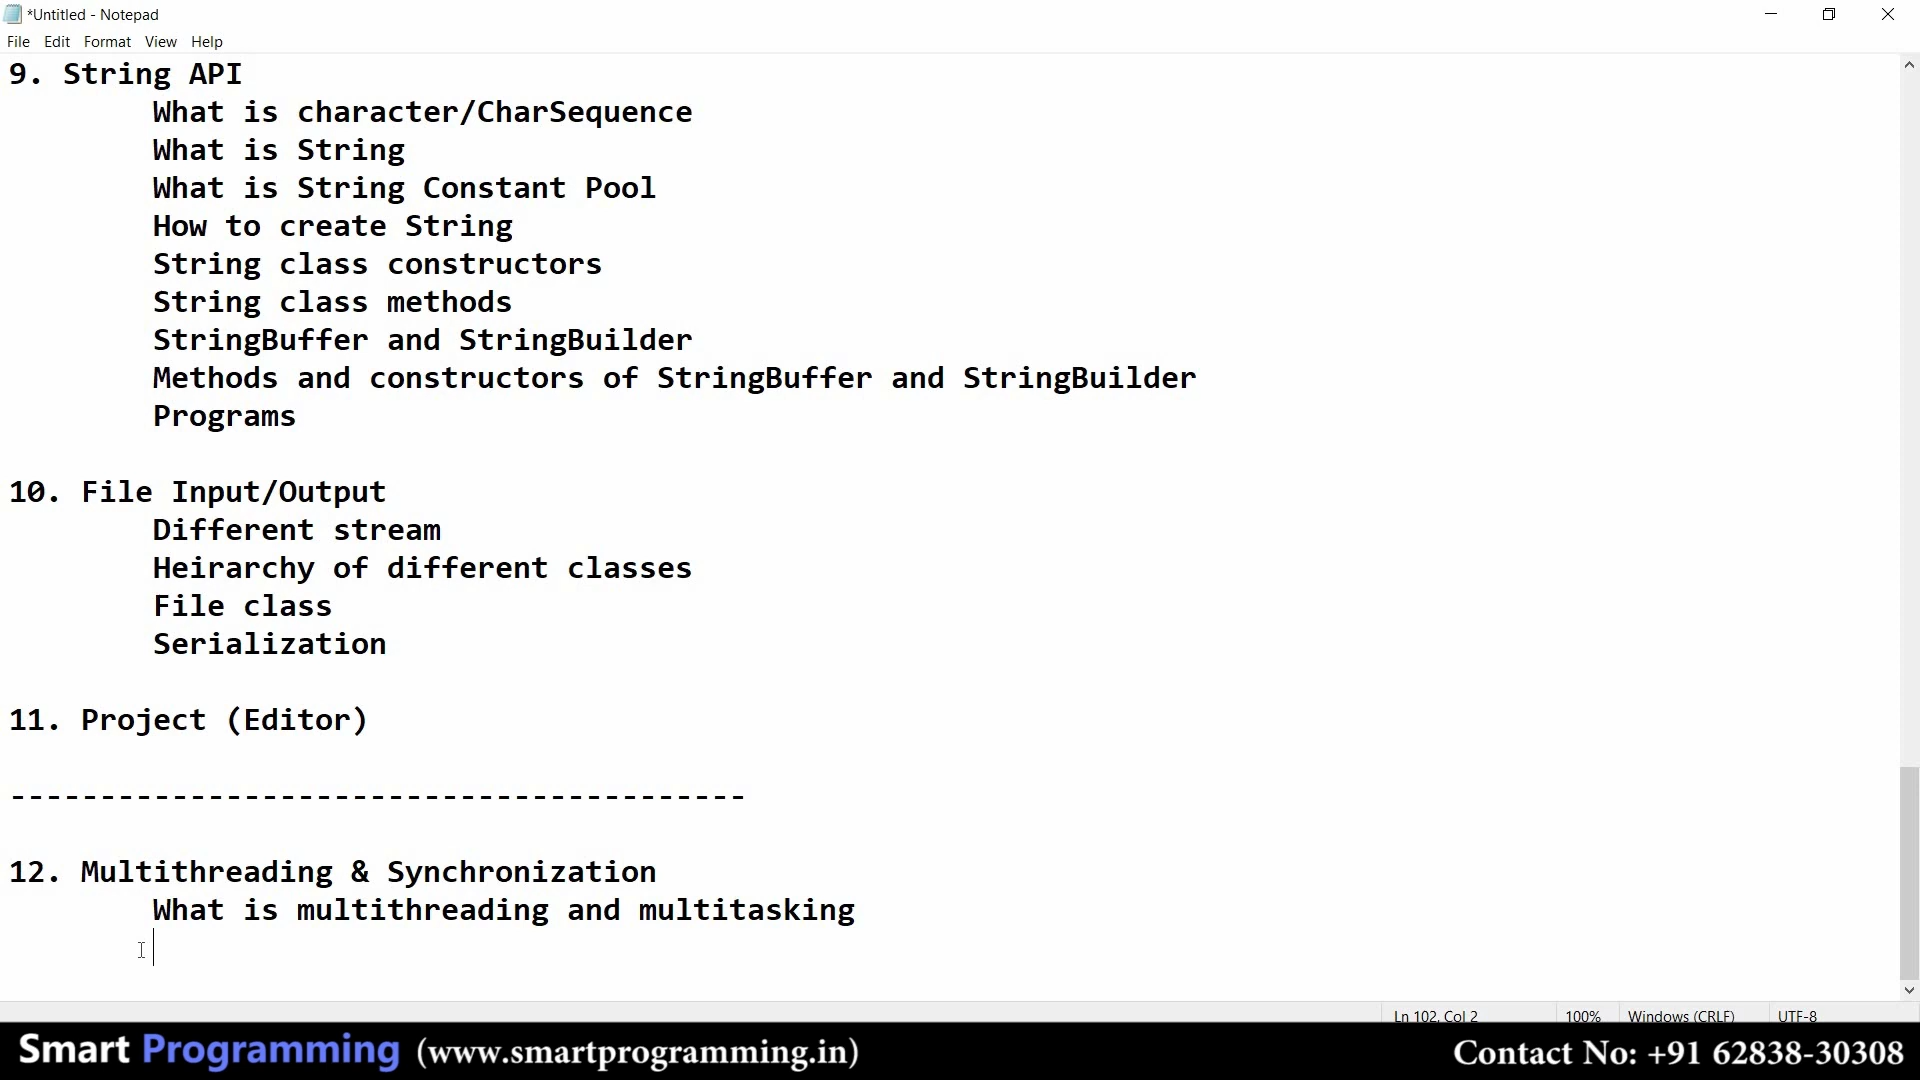 *Untitled - Notepad
File Edit Format View Help
9. String API
What is character/CharSequence
What is String
What is String Constant Pool
How to create String
String class constructors
String class methods
StringBuffer and StringBuilder
Methods and constructors of StringBuffer and StringBuilder
Programs
10. File Input/Output
Different stream
Heirarchy of different classes
File class
Serialization
11. Project (Editor)
-----------------------------------------
12. Multithreading & Synchronization
What is multithreading and multitasking
Ln 102, Col 2 100% Windows (CRLF) UTF-8
Smart Programming (www.smartprogramming.in) Contact No: +91 62838-30308